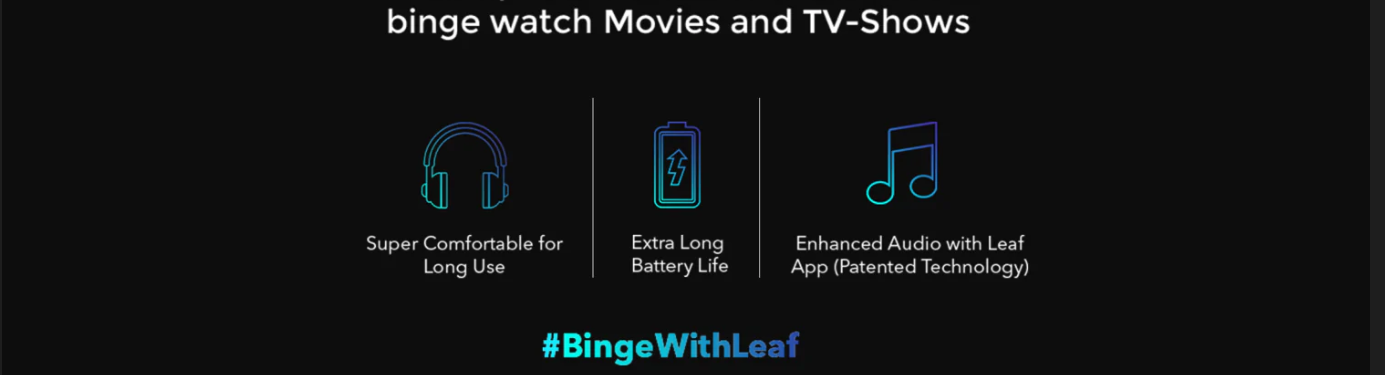 binge watch Movies and TV-Shows
Super Comfortable for
Long Use
Extra Long
Battery Life
Enhanced Audio with Leaf
App (Patented Technology)
#BingeWithLeaf